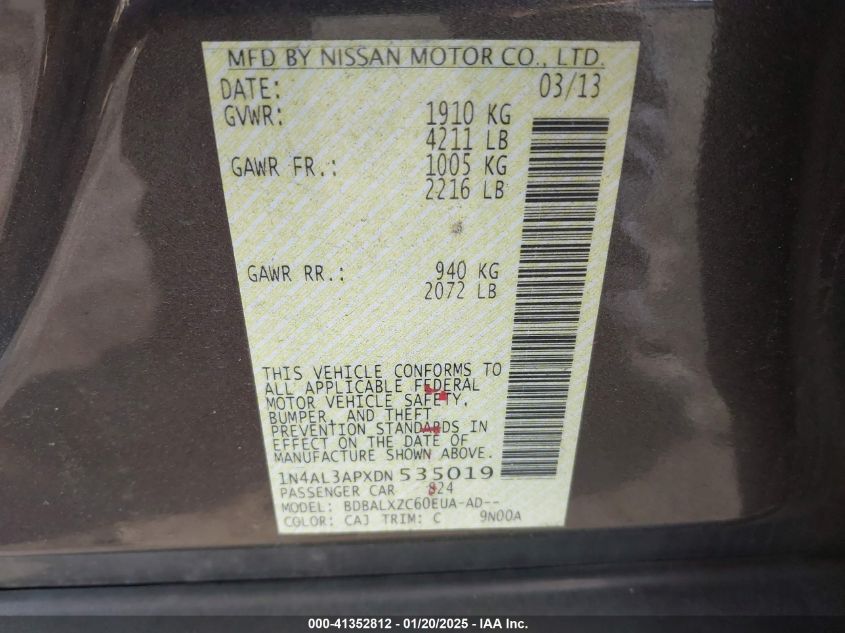 MFD BY NISSAN MOTOR CO., LTD.
DATE: 03/13
GVWR: 1910 KG
4211 LB
GAWR FR.: 1005 KG
2216 LB
GAWR RR.: 940 KG
2072 LB
THIS VEHICLE CONFORMS TO
ALL APPLICABLE FEDERAL
MOTOR VEHICLE SAFETY,
BUMPER, AND THEFT
PREVENTION STANDARDS IN
EFFECT ON THE DATE OF
MANUFACTURE SHOWN ABOVE.
1N4AL3APXDN 535019
PASSENGER CAR 824
MODEL: BDBALXZC60EUA-AD--
COLOR: CAJ TRIM: C 9N00A
000-41352812 - 01/20/2025 - IAA Inc.